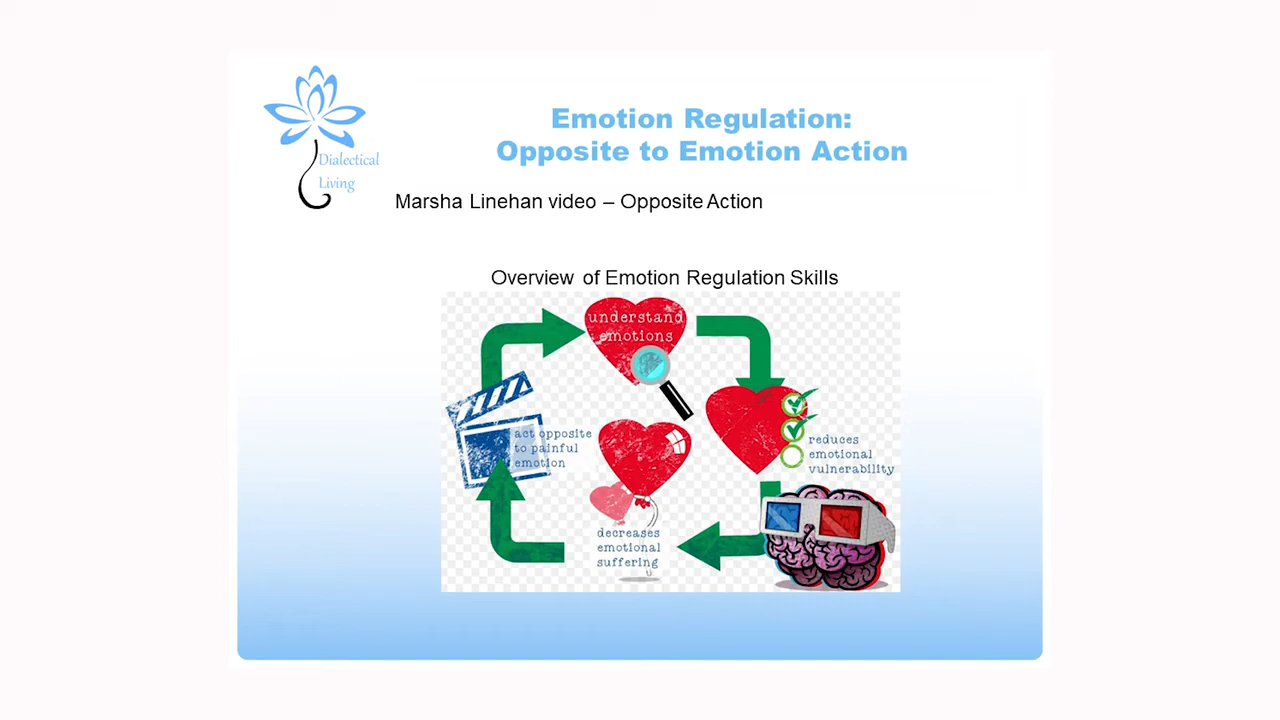 Emotion Regulation:
Opposite to Emotion Action
Dialectical
Living
Marsha Linehan video – Opposite Action
Overview of Emotion Regulation Skills
understand
emotions
reduces
emotional
vulnerability
decreases
emotional
suffering
act opposite
to painful
emotion